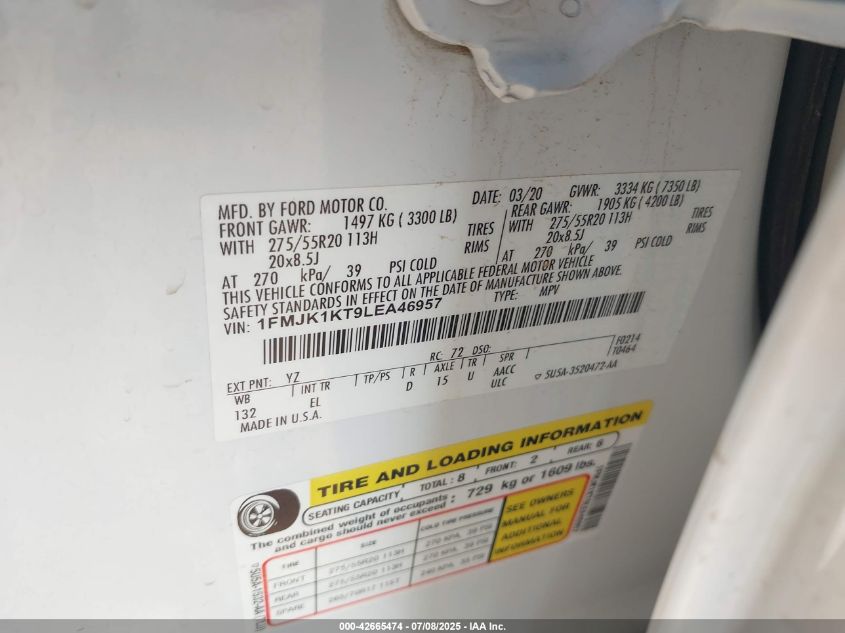 MFD. BY FORD MOTOR CO.
DATE: 03/20 GVWR: 3334 KG ( 7350 LB)
FRONT GAWR: 1497 KG ( 3300 LB)
REAR GAWR: 1905 KG ( 4200 LB)
WITH 275/55R20 113H TIRES
WITH 275/55R20 113H TIRES
20x8.5J RIMS
20x8.5J RIMS
AT 270 kPa/ 39 PSI COLD
AT 270 kPa/ 39 PSI COLD
THIS VEHICLE CONFORMS TO ALL APPLICABLE FEDERAL MOTOR VEHICLE
SAFETY STANDARDS IN EFFECT ON THE DATE OF MANUFACTURE SHOWN ABOVE.
VIN: 1FMJK1KT9LEA46957 TYPE: MPV
EXT PNT: YZ RC: 72 DSO: F0214
T0464
WB INT TR TP/PS R AXLE TR SPR
132 EL D 15 U AACC
ULC
5U5A-3520472-AA
MADE IN U.S.A.
TIRE AND LOADING INFORMATION
SEATING CAPACITY TOTAL: 8 FRONT: 2 REAR: 6
The combined weight of occupants
and cargo should never exceed: 729 kg or 1609 lbs.
TIRE SIZE COLD TIRE PRESSURE
FRONT 275/55R20 113H 270 KPA, 39 PSI
REAR 275/55R20 113H 270 KPA, 39 PSI
SPARE
SEE OWNERS
MANUAL FOR
ADDITIONAL
INFORMATION
000-42665474 | 07/08/2025 - IAA Inc.